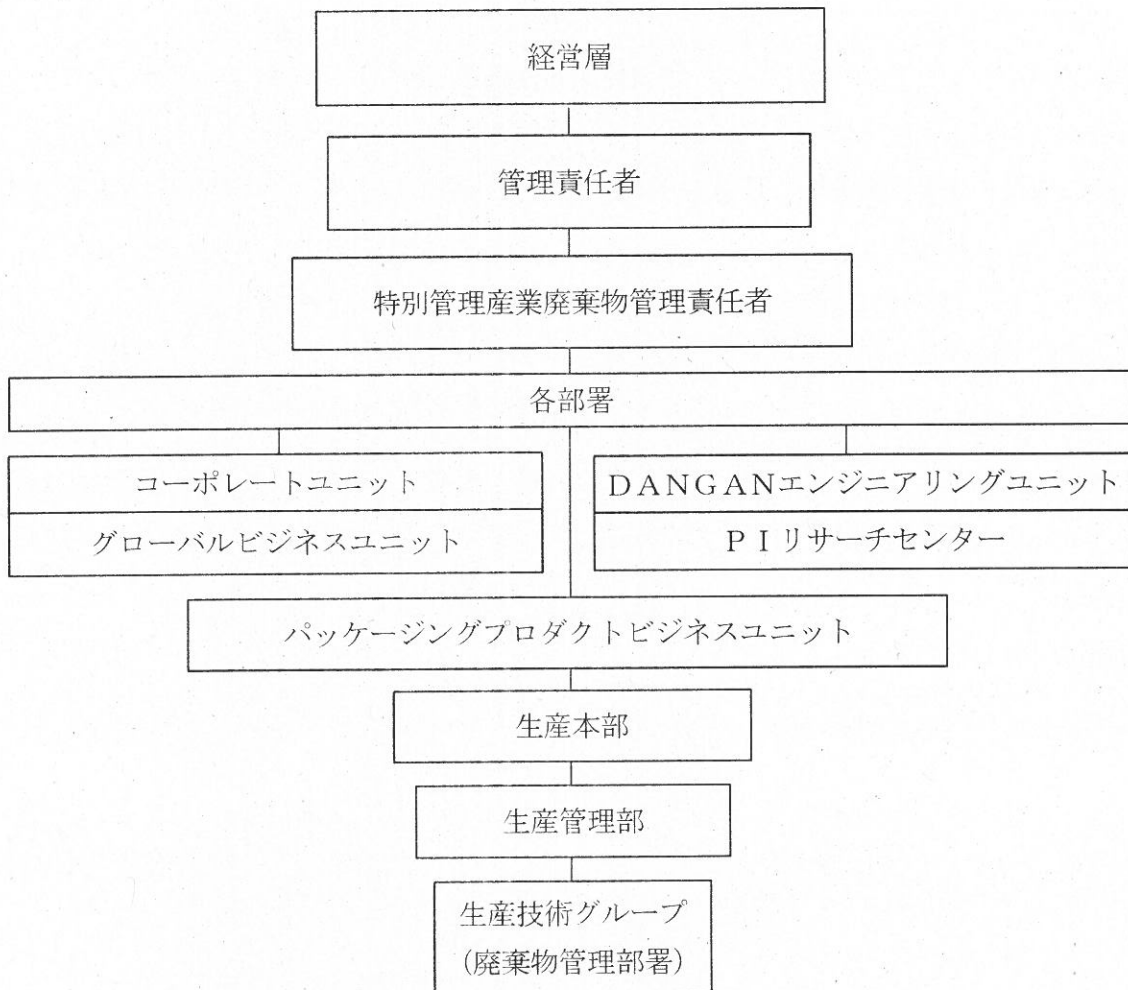 経営層
管理責任者
特別管理産業廃棄物管理責任者
各部署
コーポレートユニット
グローバルビジネスユニット
DANGANエンジニアリングユニット
PIリサーチセンター
パッケージングプロダクトビジネスユニット
生産本部
生産管理部
生産技術グループ
(廃棄物管理部署)